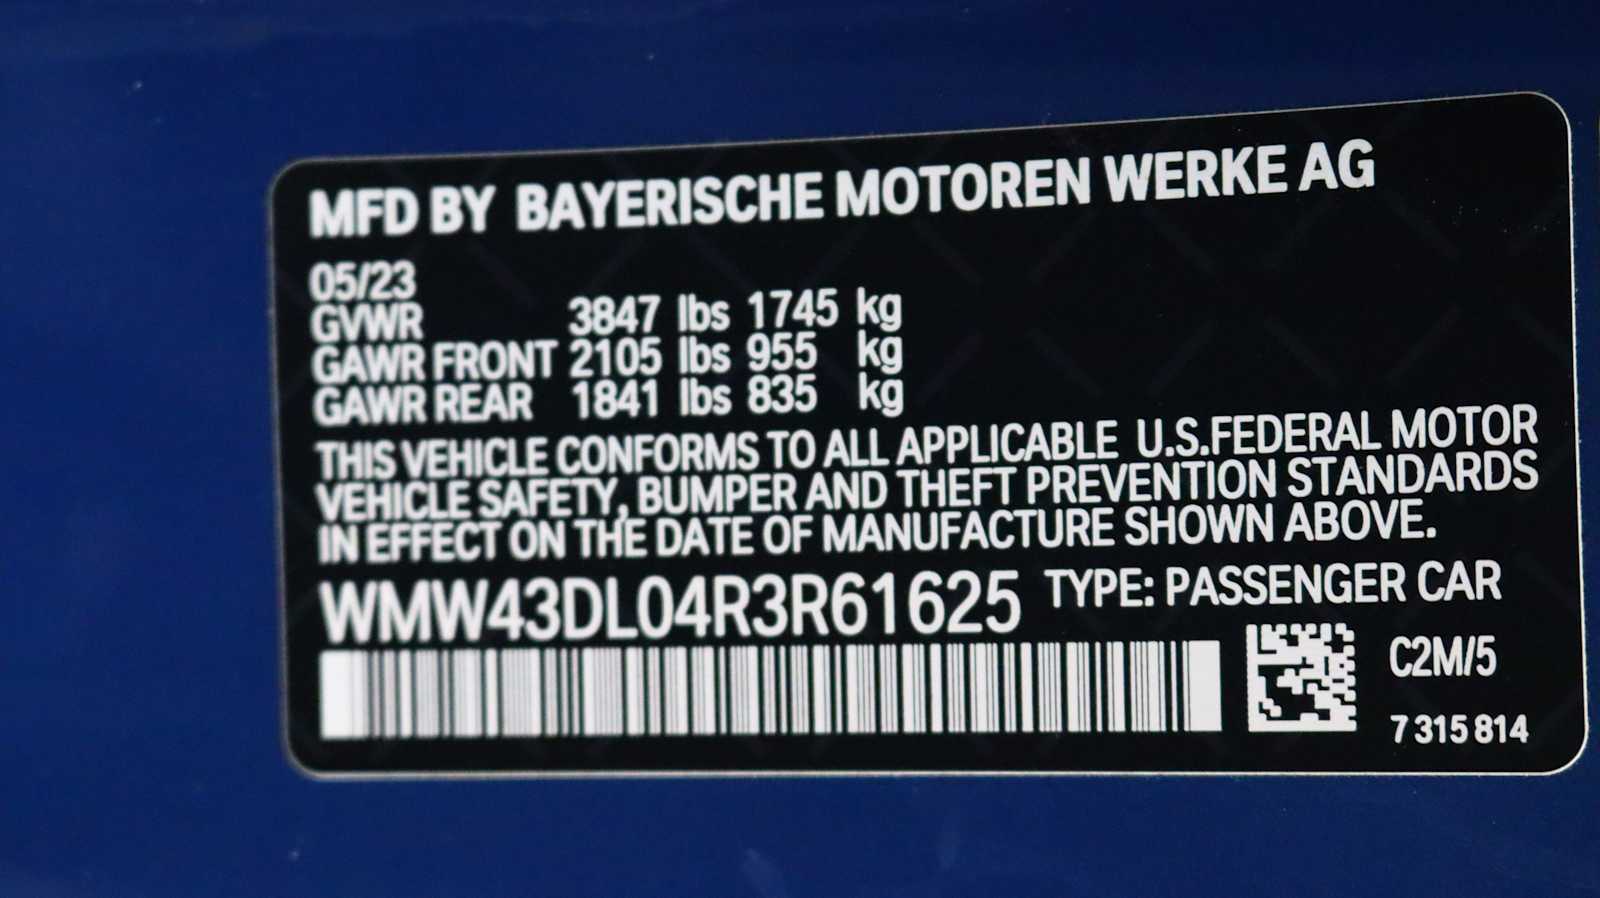 MFD BY BAYERISCHE MOTOREN WERKE AG
05/23
GVWR 3847 lbs 1745 kg
GAWR FRONT 2105 lbs 955 kg
GAWR REAR 1841 lbs 835 kg
THIS VEHICLE CONFORMS TO ALL APPLICABLE U.S.FEDERAL MOTOR
VEHICLE SAFETY, BUMPER AND THEFT PREVENTION STANDARDS
IN EFFECT ON THE DATE OF MANUFACTURE SHOWN ABOVE.
WMW43DL04R3R61625 TYPE: PASSENGER CAR
C2M/5
7 315 814